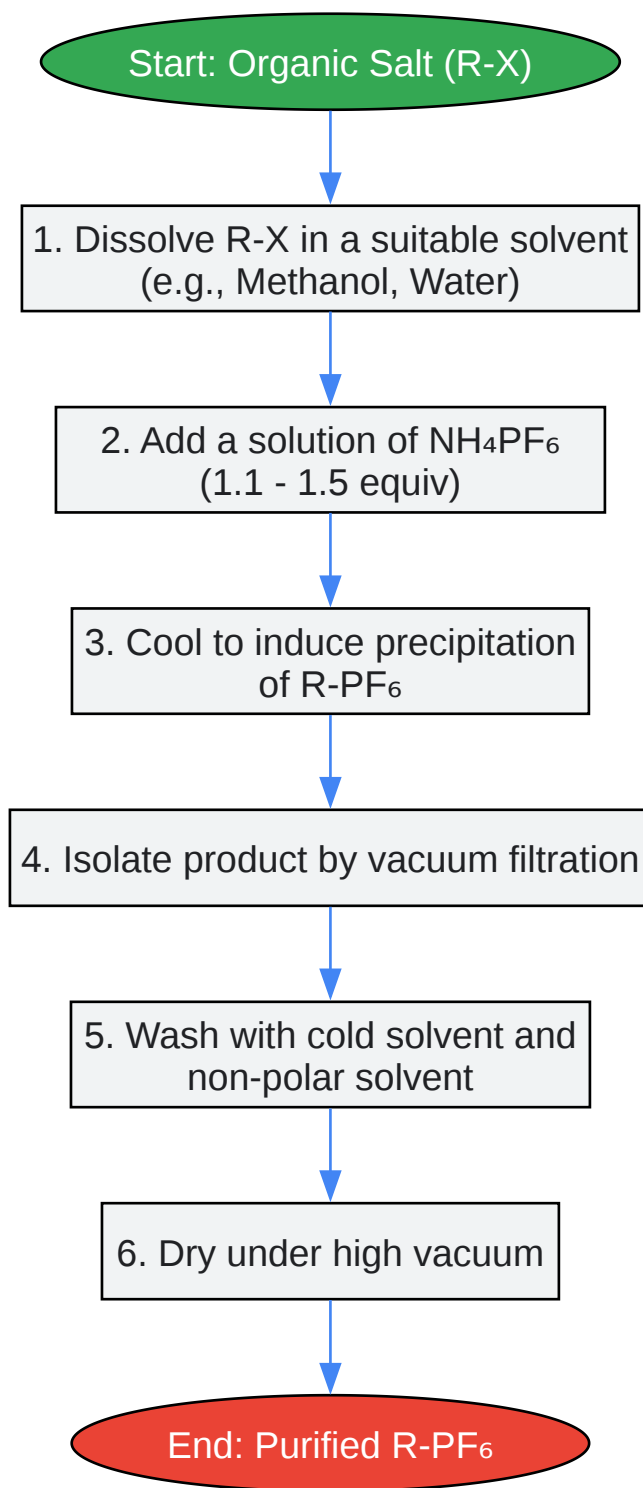 Start: Organic Salt (R-X)
1. Dissolve R-X in a suitable solvent
(e.g., Methanol, Water)
2. Add a solution of NH₄PF₆
(1.1 - 1.5 equiv)
3. Cool to induce precipitation
of R-PF₆
4. Isolate product by vacuum filtration
5. Wash with cold solvent and
non-polar solvent
6. Dry under high vacuum
End: Purified R-PF₆